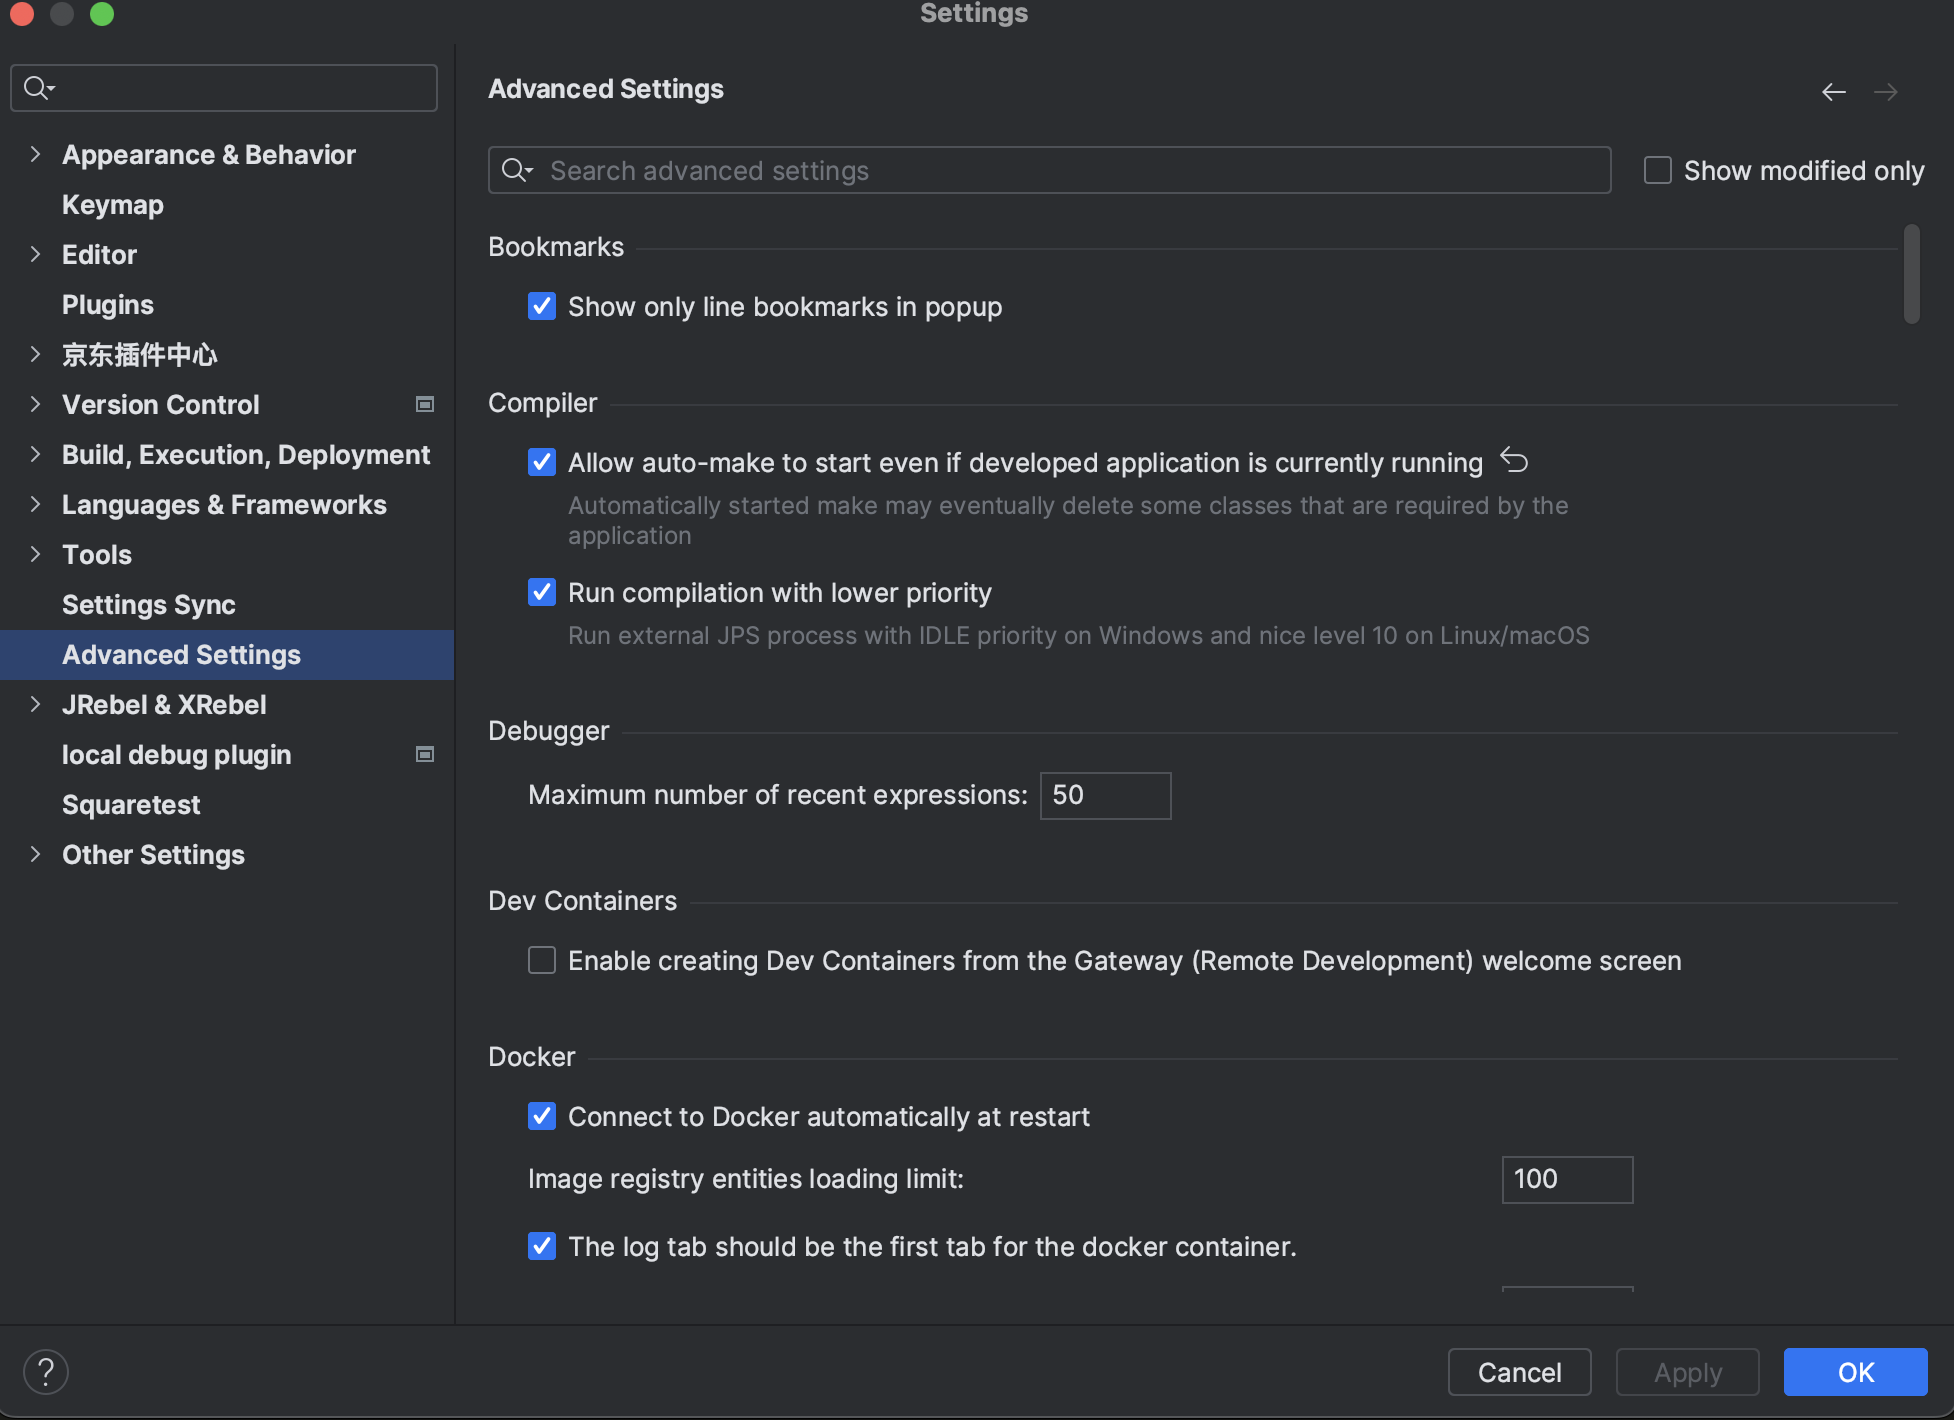 Settings
Appearance & Behavior
Keymap
Editor
Plugins
京东插件中心
Version Control
Build, Execution, Deployment
Languages & Frameworks
Tools
Settings Sync
Advanced Settings
JRebel & XRebel
local debug plugin
Squaretest
Other Settings
Advanced Settings
Search advanced settings
Show modified only
Bookmarks
Show only line bookmarks in popup
Compiler
Allow auto-make to start even if developed application is currently running
Automatically started make may eventually delete some classes that are required by the
application
Run compilation with lower priority
Run external JPS process with IDLE priority on Windows and nice level 10 on Linux/macOS
Debugger
Maximum number of recent expressions: 50
Dev Containers
Enable creating Dev Containers from the Gateway (Remote Development) welcome screen
Docker
Connect to Docker automatically at restart
Image registry entities loading limit: 100
The log tab should be the first tab for the docker container.
?
Cancel
Apply
OK